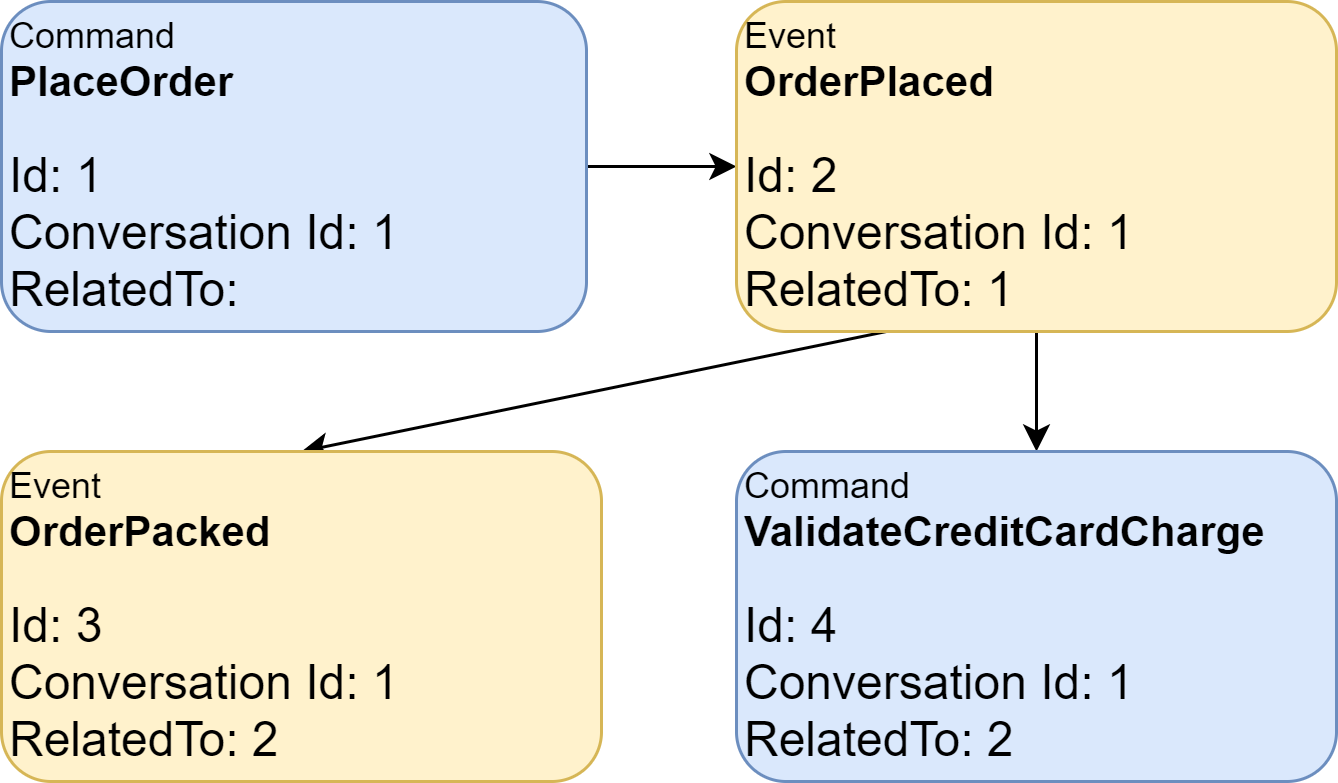 Command
PlaceOrder
Id: 1
Conversation Id: 1
RelatedTo:
Event
OrderPlaced
Id: 2
Conversation Id: 1
RelatedTo: 1
Event
OrderPacked
Id: 3
Conversation Id: 1
RelatedTo: 2
Command
ValidateCreditCardCharge
Id: 4
Conversation Id: 1
RelatedTo: 2